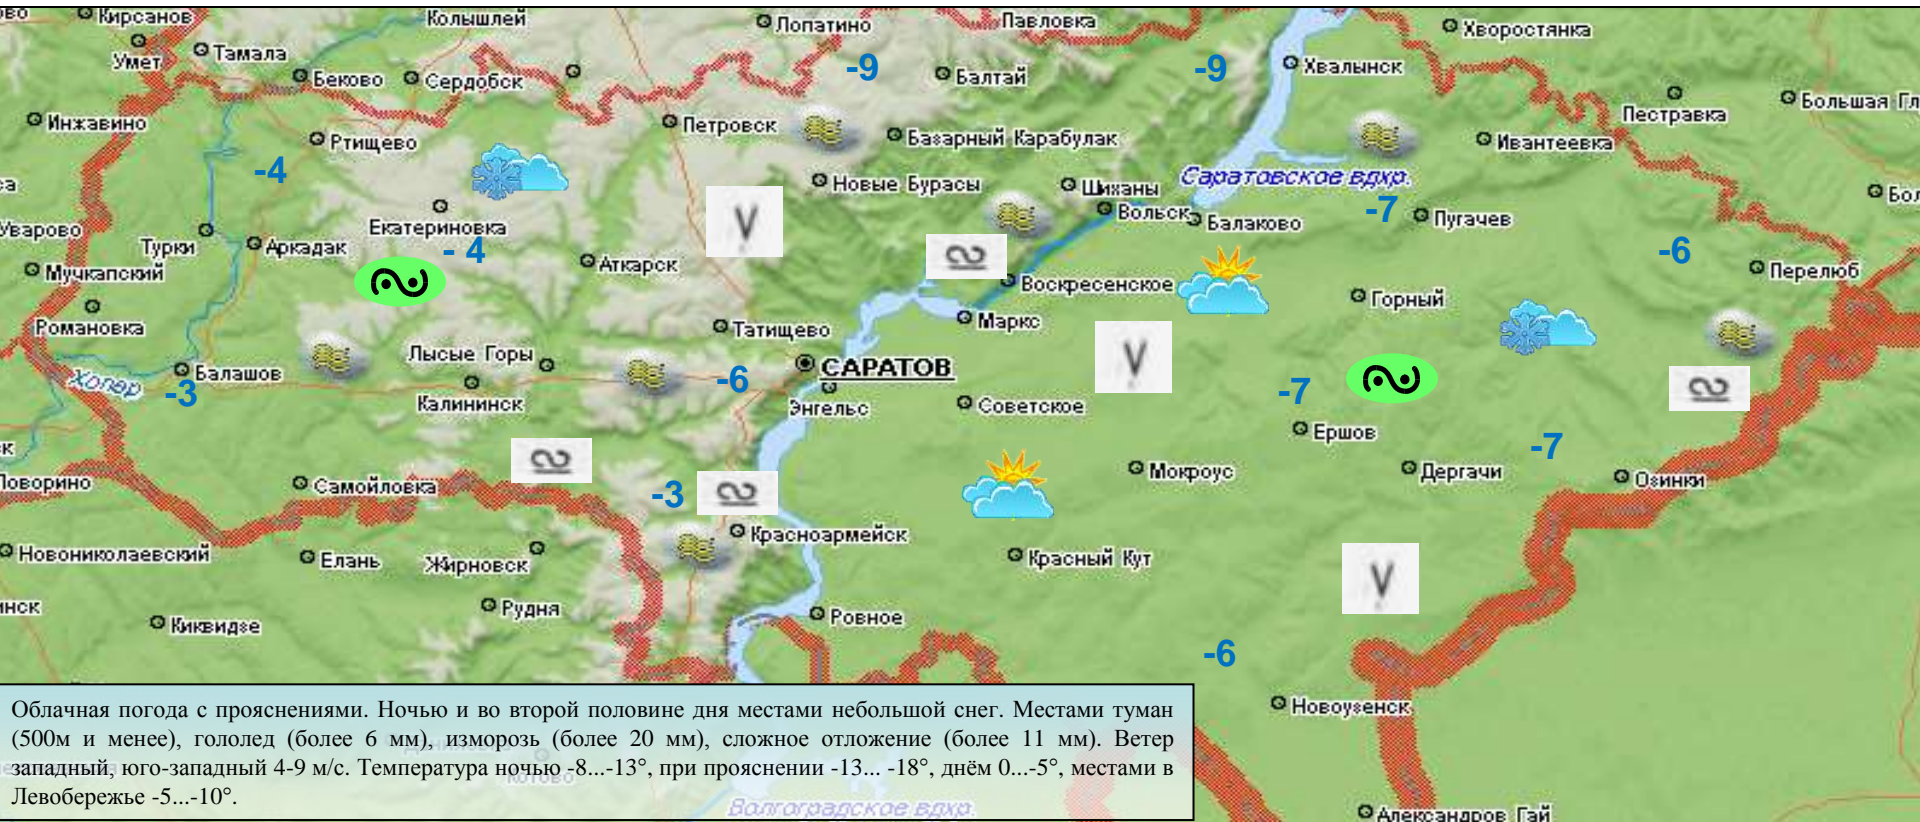 Кирсанов
Колышлей
Лопатино
Павловка
Хворостянка
Умет
Тамала
Беково
Сердобск
-9
Балтай
-9
Хвалынск
Пестравка
Большая Гл
Инжавино
Ртищево
Петровск
Базарный Карабулак
Ивантеевка
-4
Новые Бурасы
Шиханы
Саратовское вдхр.
Бол
Уварово
Турки
Аркадак
Екатериновка
- 4
Аткарск
Вольск
Балаково
-7
Пугачев
-6
Перелюб
Мучкапский
Воскресенское
Горный
Романовка
Татищево
Маркс
Лысые Горы
САРАТОВ
Хопер
Балашов
-3
Калининск
-6
Энгельс
Советское
-7
Ершов
-7
Поворино
Самойловка
-3
Мокроус
Дергачи
Озинки
Новониколаевский
Елань
Жирновск
Красноармейск
Красный Кут
Рудня
Киквидзе
Ровное
-6
Новоузенск
Облачная погода с прояснениями. Ночью и во второй половине дня местами небольшой снег. Местами туман
(500м и менее), гололед (более 6 мм), изморозь (более 20 мм), сложное отложение (более 11 мм). Ветер
западный, юго-западный 4-9 м/с. Температура ночью -8...-13°, при прояснении -13... -18°, днём 0...-5°, местами в
Левобережье -5...-10°.
Котово
Волгоградское вдхр.
Александров Гай